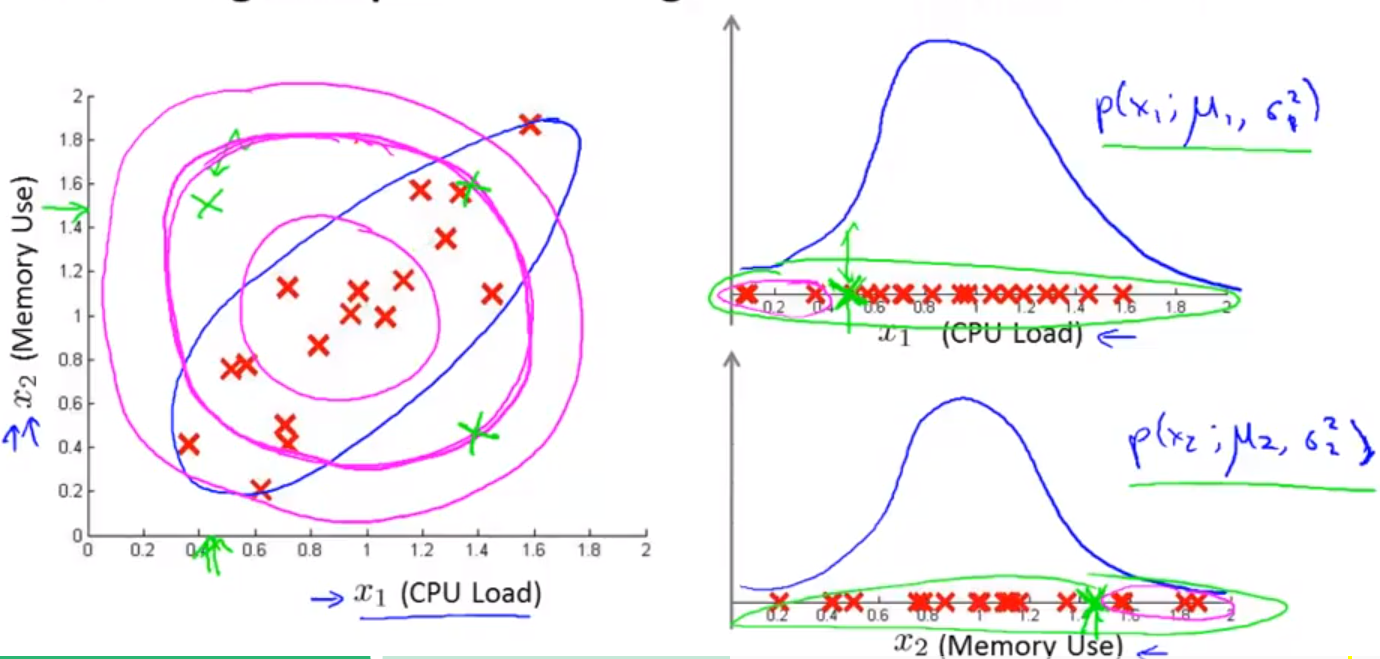 2
1.8
1.6
1.4
1.2
1
0.8
0.6
0.4
0.2
0
x2 (Memory Use)
0 0.2 0.4 0.6 0.8 1 1.2 1.4 1.6 1.8 2
x1 (CPU Load)
p(x1; μ1, σ1²)
0.2 0.4 0.6 0.8 1 1.2 1.4 1.6 1.8 2
x1 (CPU Load)
p(x2; μ2, σ2²)
0.2 0.4 0.6 0.8 1 1.2 1.6 2
x2 (Memory Use)